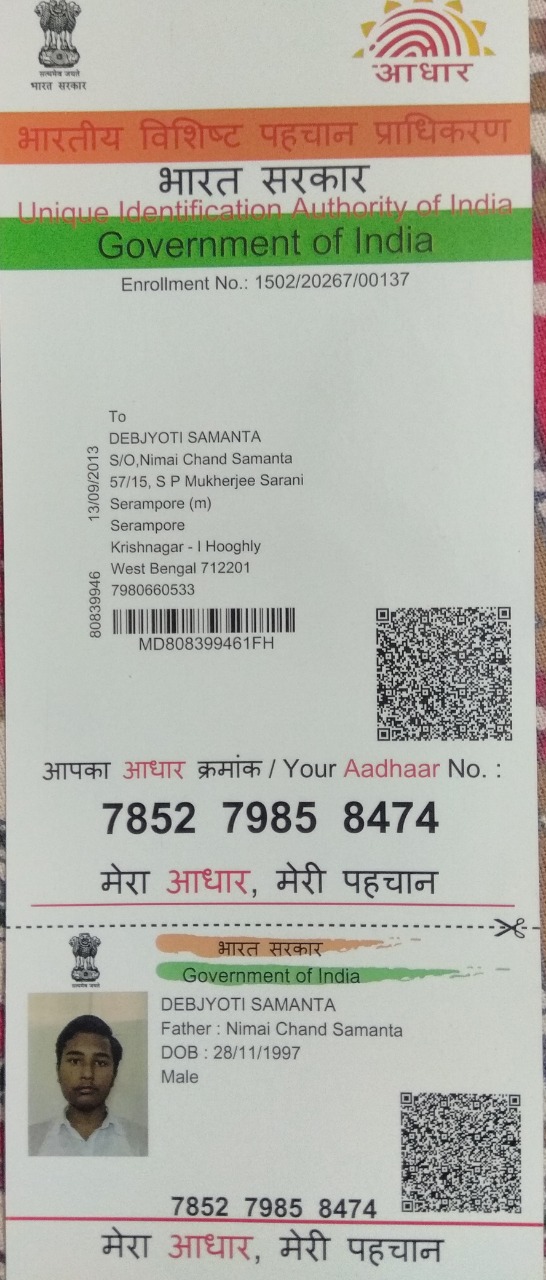 सत्यमेव जयते
भारत सरकार
आधार
भारतीय विशिष्ट पहचान प्राधिकरण
भारत सरकार
Unique Identification Authority of India
Government of India
Enrollment No.: 1502/20267/00137
To
DEBJYOTI SAMANTA
S/O,Nimai Chand Samanta
57/15, S P Mukherjee Sarani
Serampore (m)
Serampore
Krishnagar - I Hooghly
West Bengal 712201
7980660533
13/09/2013
80839946
MD808399461FH
आपका आधार क्रमांक / Your Aadhaar No. :
7852 7985 8474
मेरा आधार, मेरी पहचान
भारत सरकार
Government of India
DEBJYOTI SAMANTA
Father : Nimai Chand Samanta
DOB : 28/11/1997
Male
7852 7985 8474
मेरा आधार, मेरी पहचान